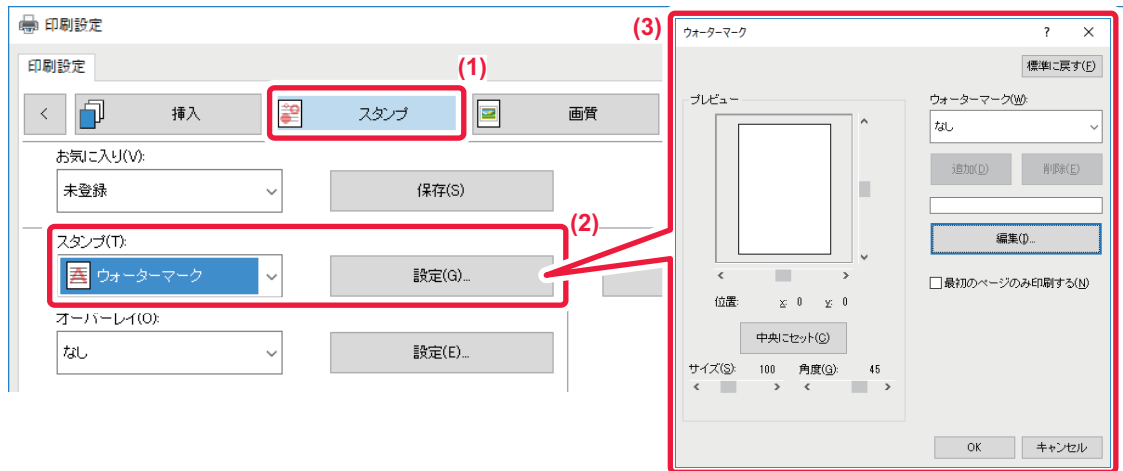 印刷設定
印刷設定
(1)
< 挿入 スタンプ 画質
お気に入り(V):
未登録 保存(S)
(2)
スタンプ(T):
ウォーターマーク 設定(G)...
オーバーレイ(O):
なし 設定(E)...
(3)
ウォーターマーク ? ×
標準に戻す(F)
プレビュー
ウォーターマーク(W):
なし
追加(D) 削除(E)
編集(I)...
最初のページのみ印刷する(N)
位置: x: 0 y: 0
中央にセット(C)
サイズ(S): 100 角度(G): 45
OK キャンセル